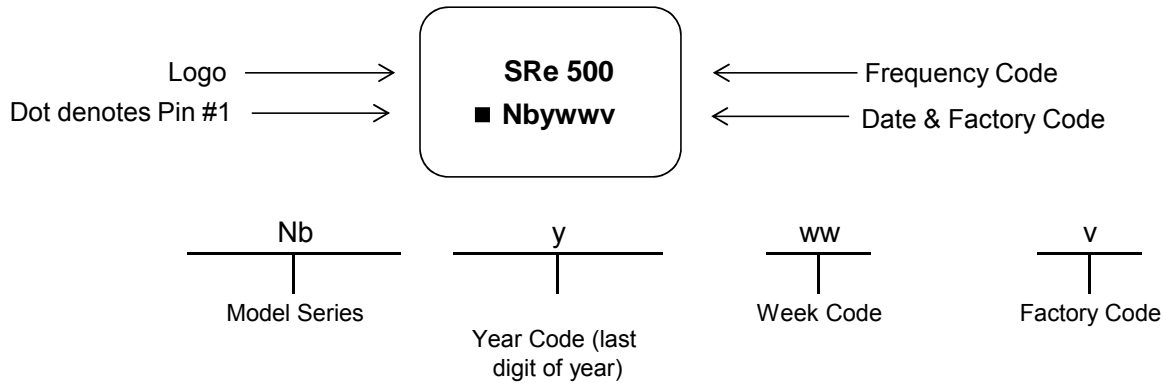 Logo
SRe 500
Frequency Code
Dot denotes Pin #1
■ Nbywwv
Date & Factory Code
Nb
y
ww
v
Model Series
Year Code (last
digit of year)
Week Code
Factory Code